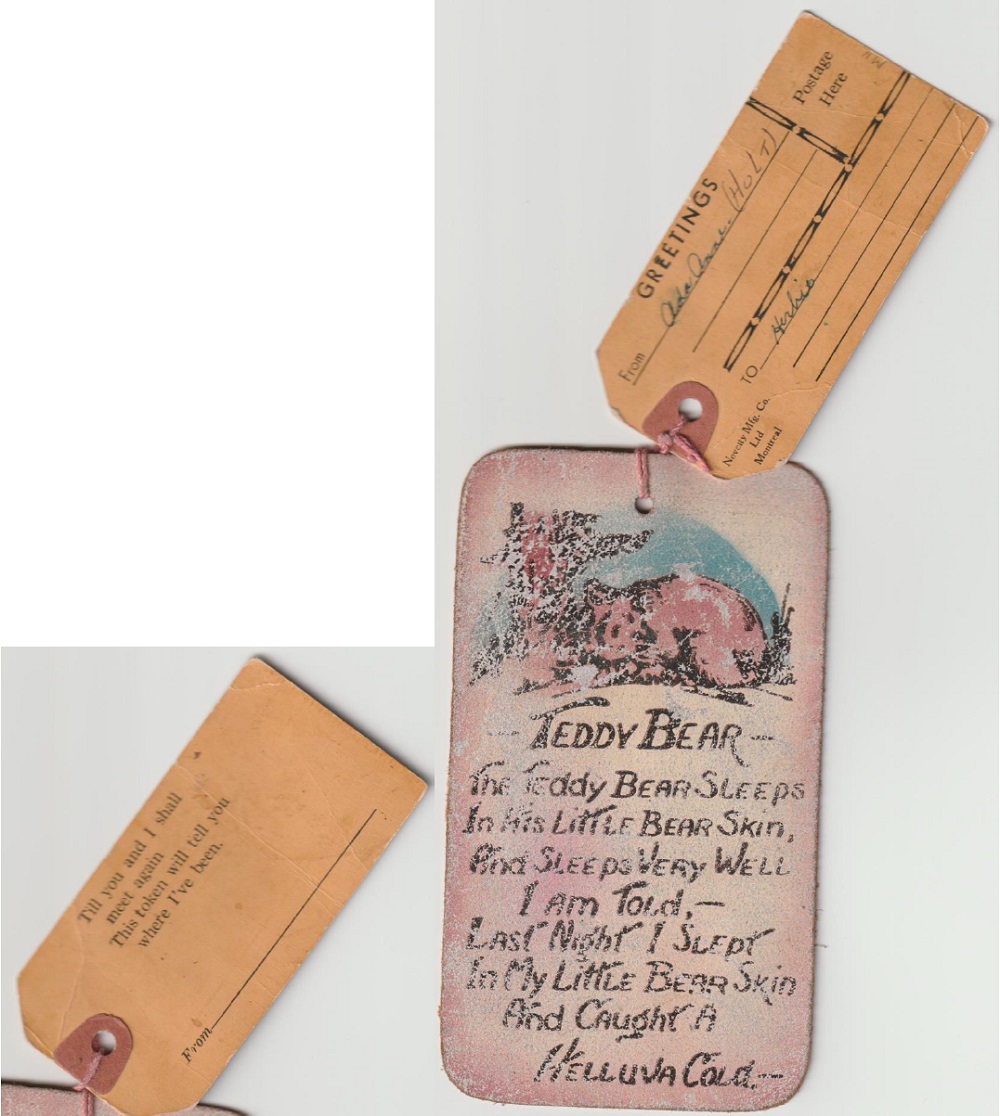 Postage
Here
MV
GREETINGS
From Ada Anne. (HOLT)
TO Herbie
Novelty Mfg. Co.
Ltd
Montreal
— TEDDY BEAR —
The Teddy BEAR SLEEPS
In His LITTLE BEAR SKIN,
And SLEEPS VERY WELL
I Am Told,—
LAST Night I SLEPT
In My LITTLE BEAR Skin
And CAUGhT A
HELLUVA COLd.—
Till you and I shall
meet again
This token will tell you
where I've been.
From